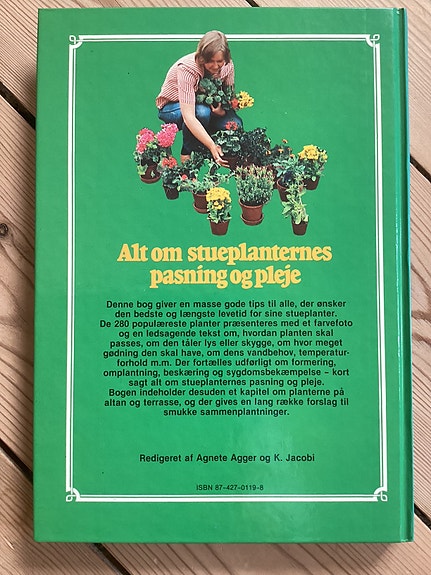 Alt om stueplanternes
pasning og pleje
Denne bog giver en masse gode tips til alle, der ønsker
den bedste og længste levetid for sine stueplanter.
De 280 populæreste planter præsenteres med et farvefoto
og en ledsagende tekst om, hvordan planten skal
passes, om den tåler lys eller skygge, om hvor meget
gødning den skal have, om dens vandbehov, temperatur-
forhold m.m. Der fortælles udførligt om formering,
omplantning, beskæring og sygdomsbekæmpelse – kort
sagt alt om stueplanternes pasning og pleje.
Bogen indeholder desuden et kapitel om planterne på
altan og terrasse, og der gives en lang række forslag til
smukke sammenplantninger.
Redigeret af Agnete Agger og K. Jacobi
ISBN 87-427-0119-8